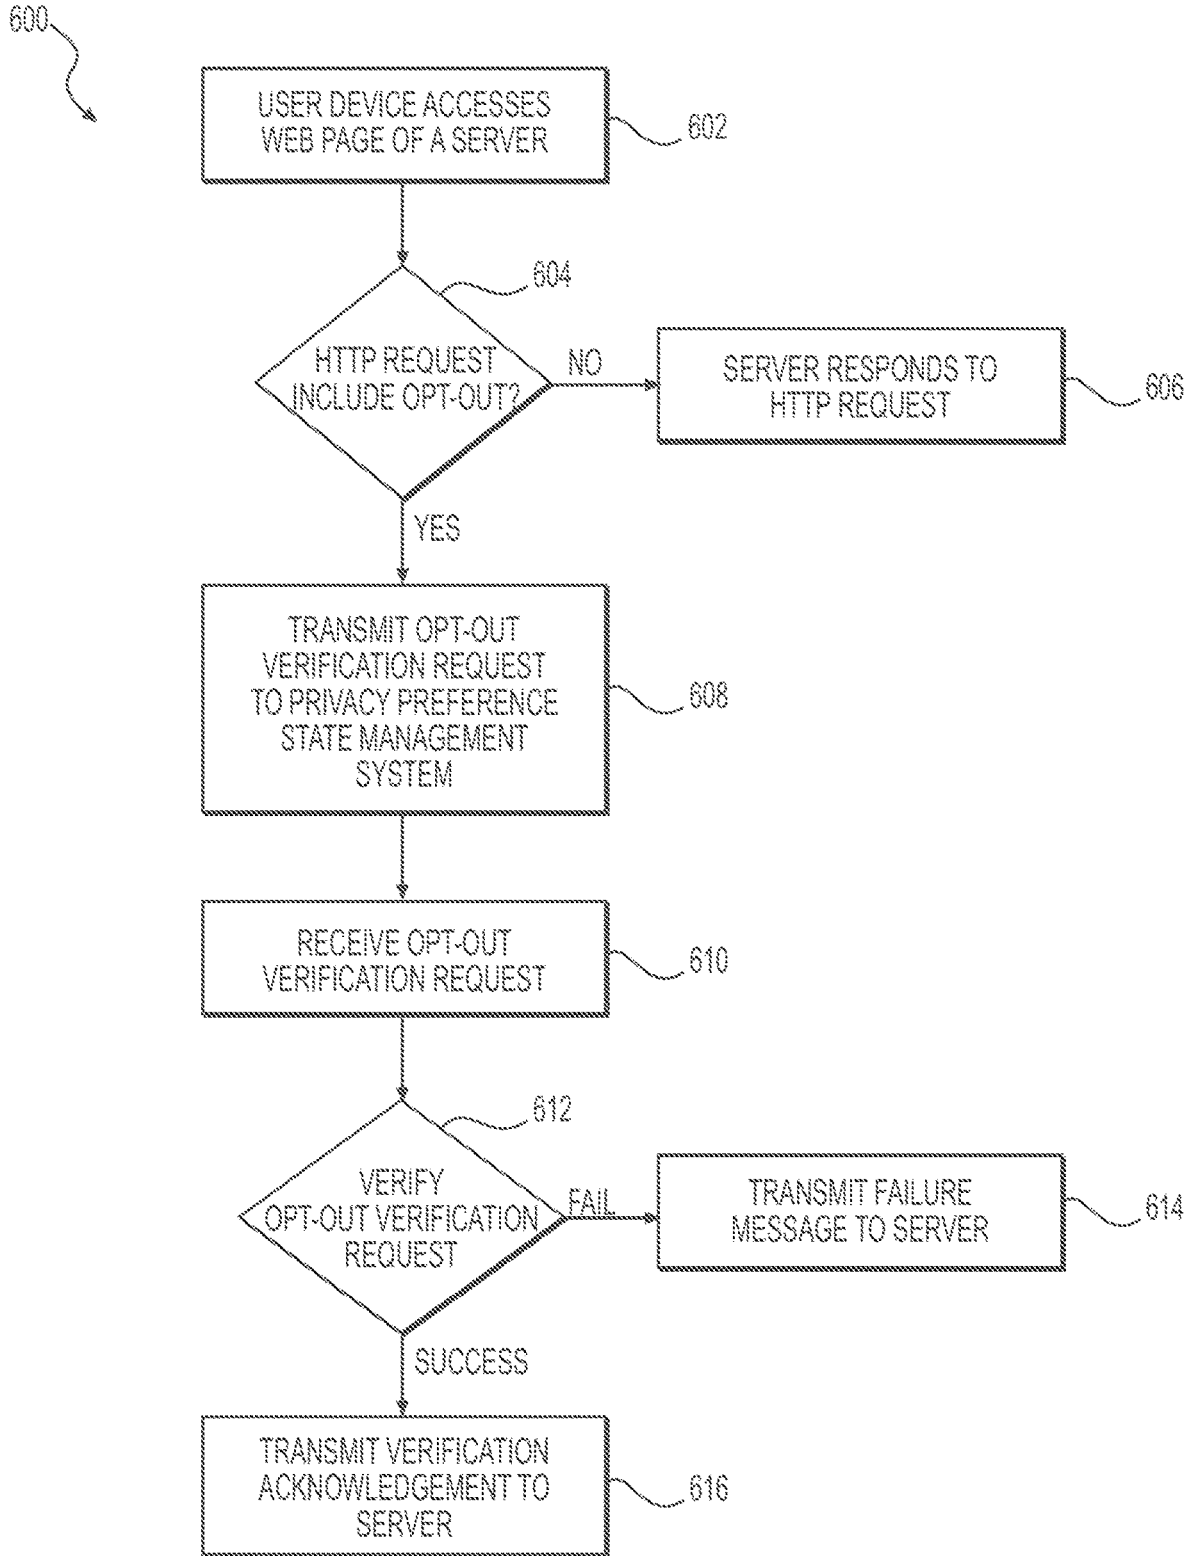 600
USER DEVICE ACCESSES
WEB PAGE OF A SERVER
602
604
HTTP REQUEST
INCLUDE OPT-OUT?
NO
SERVER RESPONDS TO
HTTP REQUEST
606
YES
TRANSMIT OPT-OUT
VERIFICATION REQUEST
TO PRIVACY PREFERENCE
STATE MANAGEMENT
SYSTEM
608
RECEIVE OPT-OUT
VERIFICATION REQUEST
610
612
VERIFY
OPT-OUT VERIFICATION
REQUEST
FAIL
TRANSMIT FAILURE
MESSAGE TO SERVER
614
SUCCESS
TRANSMIT VERIFICATION
ACKNOWLEDGEMENT TO
SERVER
616